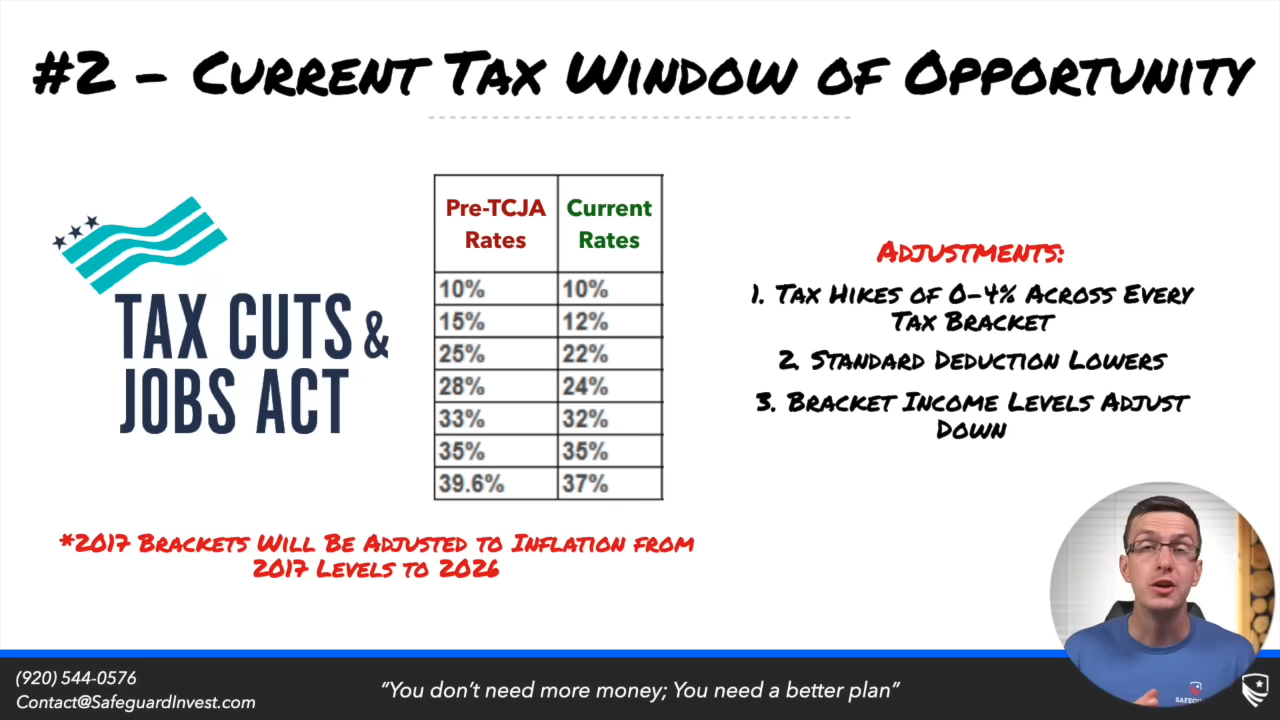 #2 - Current Tax Window of Opportunity
TAX CUTS &
JOBS ACT
Pre-TCJA Rates
Current Rates
10% 10%
15% 12%
25% 22%
28% 24%
33% 32%
35% 35%
39.6% 37%
*2017 Brackets Will Be Adjusted to Inflation from
2017 Levels to 2026
Adjustments:
1. Tax Hikes of 0-4% Across Every
Tax Bracket
2. Standard Deduction Lowers
3. Bracket Income Levels Adjust
Down
(920) 544-0576
Contact@SafeguardInvest.com
"You don't need more money; You need a better plan"